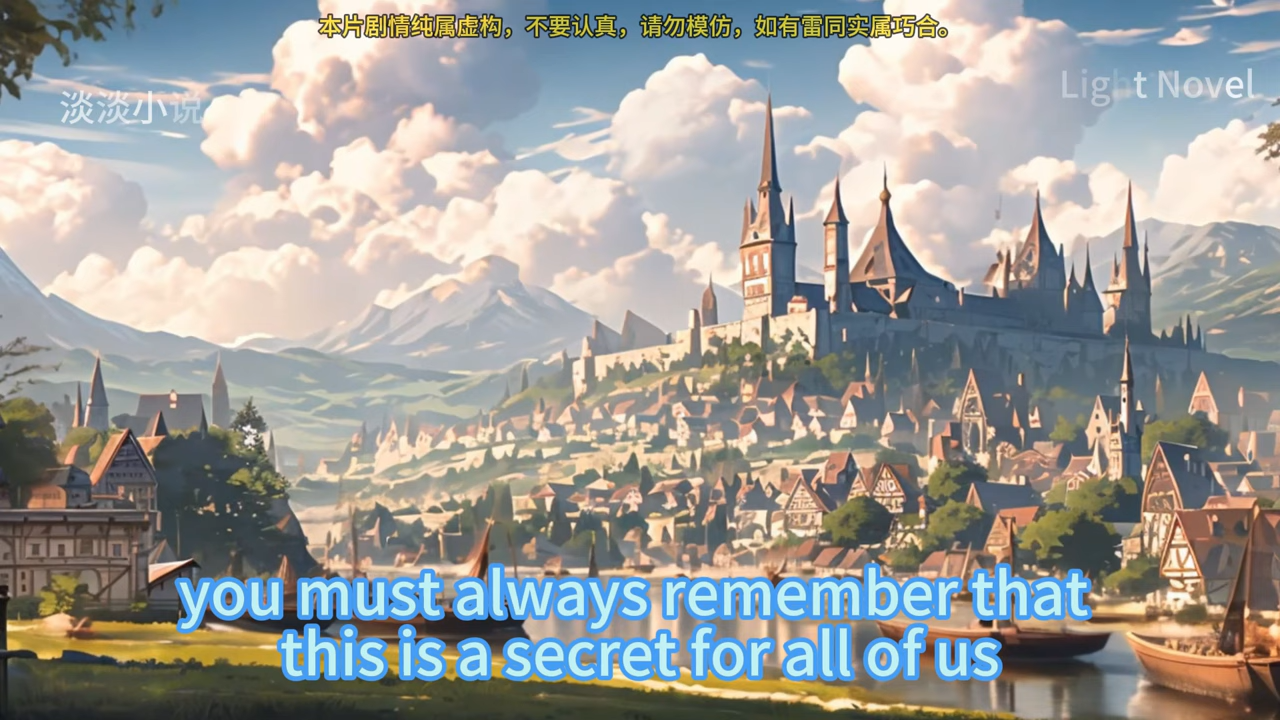 本片剧情纯属虚构，不要认真，请勿模仿，如有雷同实属巧合。
淡淡小说
Light Novel
you must always remember that
this is a secret for all of us